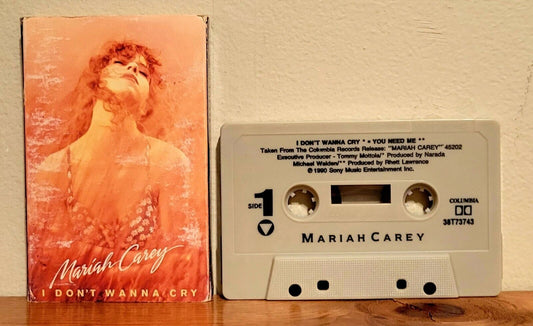 Mariah Carey
I DON'T WANNA CRY
I DON'T WANNA CRY * • YOU NEED ME **
Taken From The Columbia Records Release: "MARIAH CAREY" 45202
Executive Producer - Tommy Mottola/* Produced by Narada
Michael Walden/** Produced by Rhett Lawrence
℗ 1990 Sony Music Entertainment Inc.
SIDE 1
COLUMBIA
38T73743
MARIAH CAREY